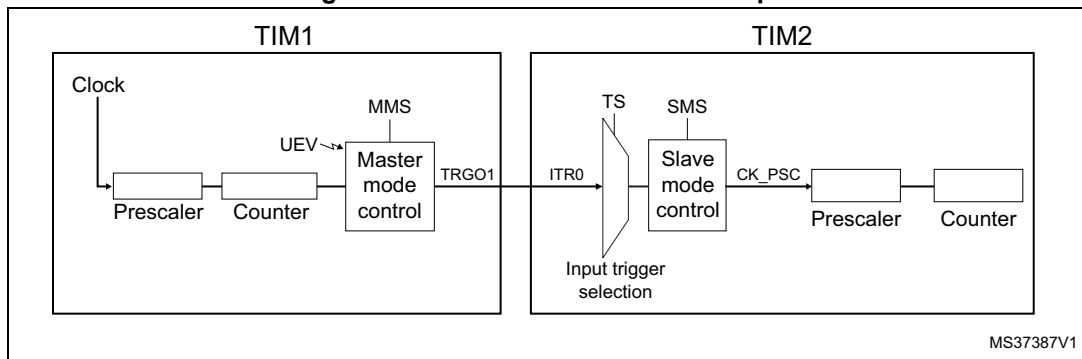 TIM1
TIM2
Clock
MMS
TS
SMS
UEV
Master
mode
control
TRGO1
ITR0
Slave
mode
control
CK_PSC
Prescaler
Counter
Prescaler
Counter
Input trigger
selection
MS37387V1